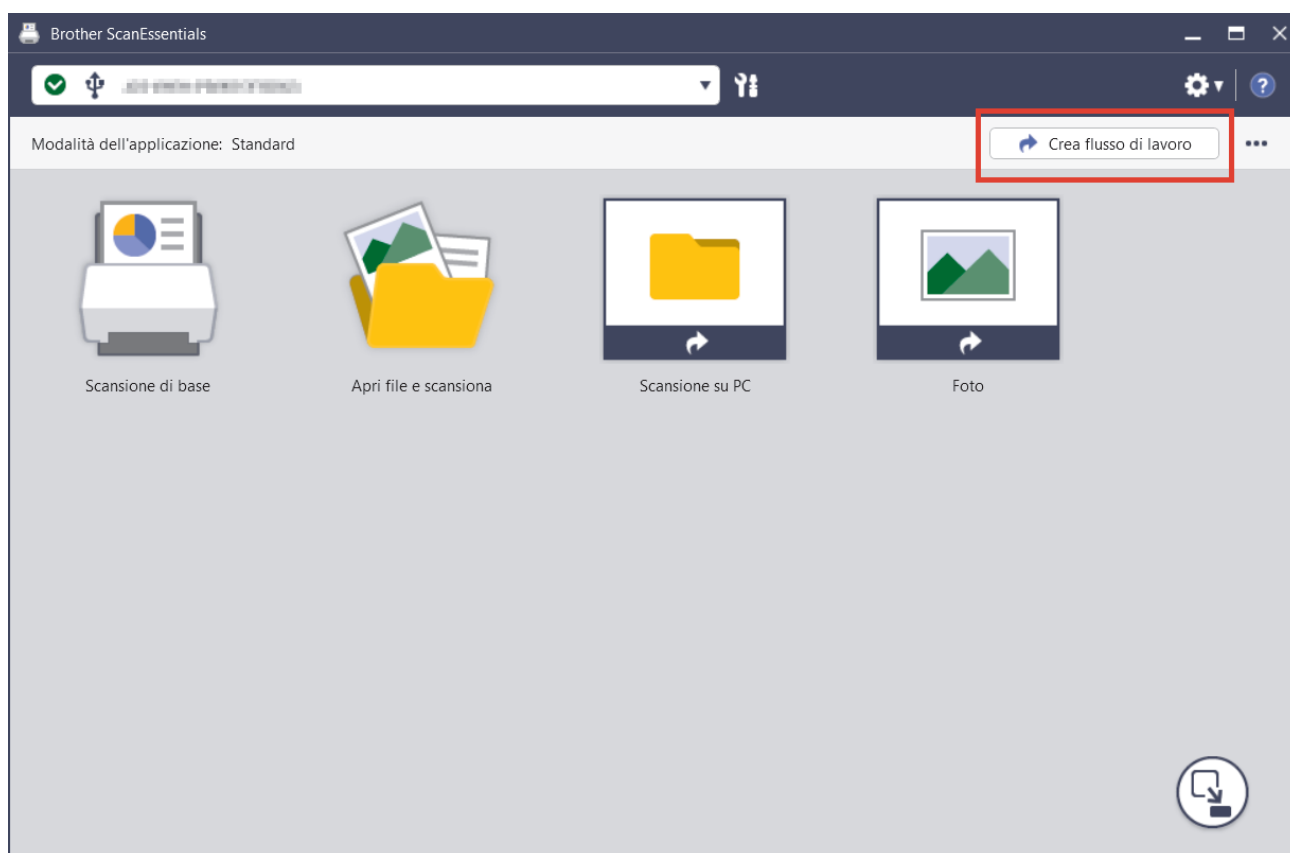 Brother ScanEssentials
Modalità dell'applicazione: Standard
Crea flusso di lavoro
Scansione di base
Apri file e scansiona
Scansione su PC
Foto